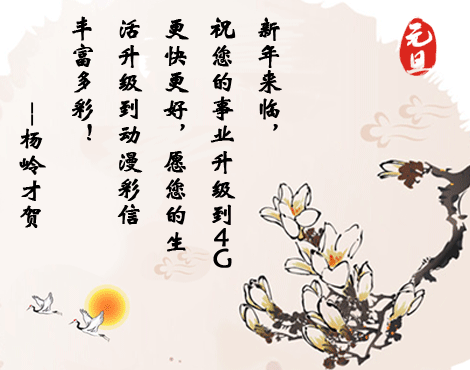 元旦
新年来临，
祝您的事业升级到4G
更快更好，愿您的生
活升级到动漫彩信
丰富多彩！
—杨岭才贺